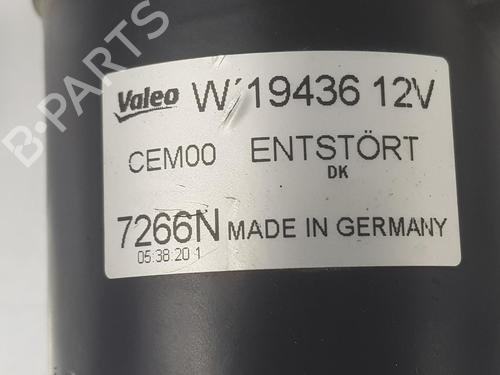 B-PARTS
Valeo W´19436 12V
CEM00 ENTSTÖRT
DK
7266N MADE IN GERMANY
05:38:20 1